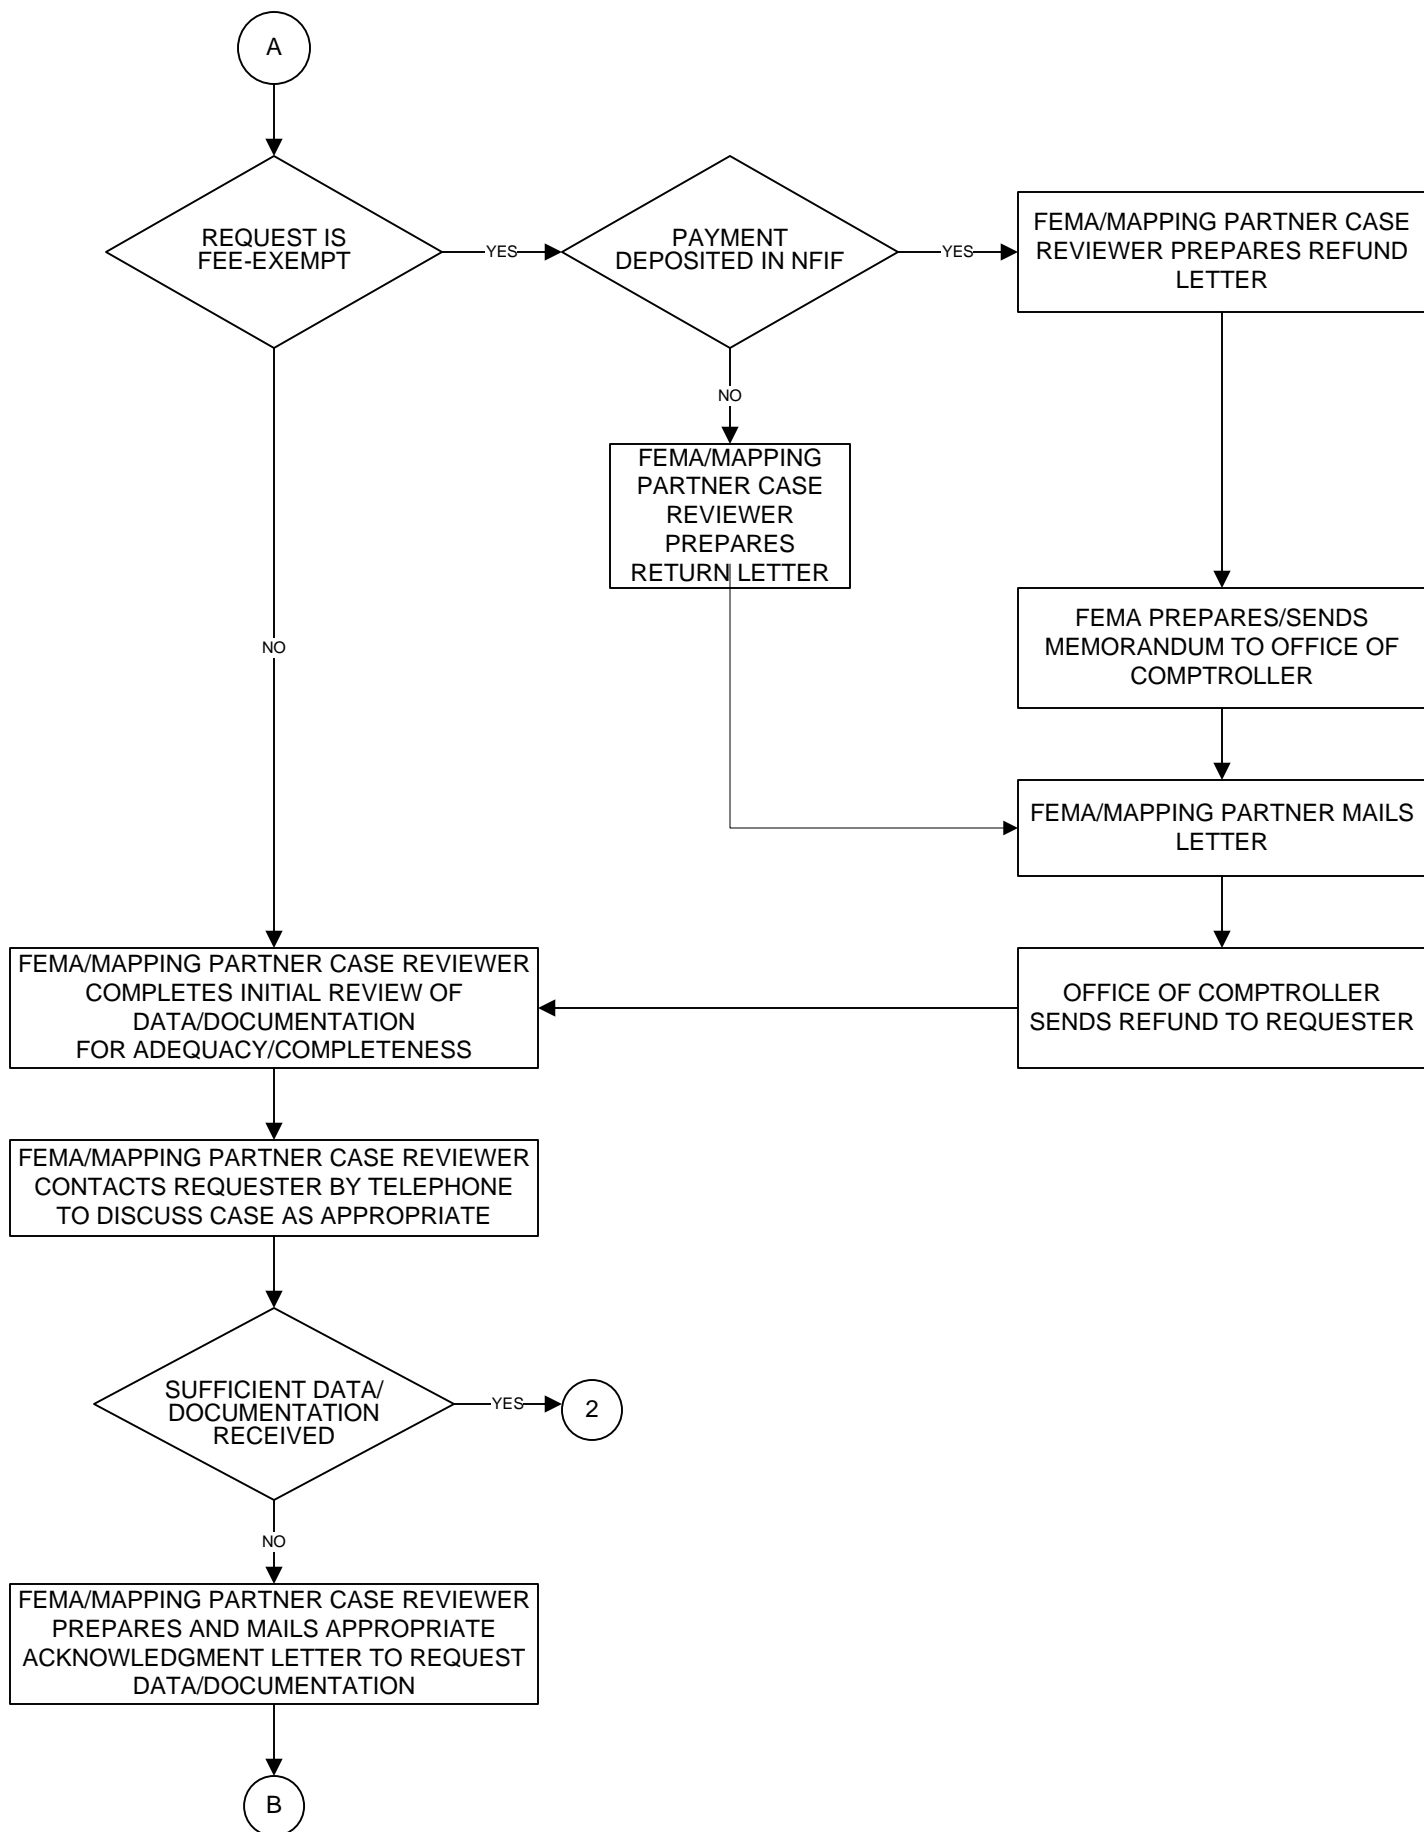 A
REQUEST IS
FEE-EXEMPT
YES
PAYMENT
DEPOSITED IN NFIF
YES
FEMA/MAPPING PARTNER CASE
REVIEWER PREPARES REFUND
LETTER
NO
FEMA/MAPPING
PARTNER CASE
REVIEWER
PREPARES
RETURN LETTER
FEMA PREPARES/SENDS
MEMORANDUM TO OFFICE OF
COMPTROLLER
NO
FEMA/MAPPING PARTNER MAILS
LETTER
OFFICE OF COMPTROLLER
SENDS REFUND TO REQUESTER
FEMA/MAPPING PARTNER CASE REVIEWER
COMPLETES INITIAL REVIEW OF
DATA/DOCUMENTATION
FOR ADEQUACY/COMPLETENESS
FEMA/MAPPING PARTNER CASE REVIEWER
CONTACTS REQUESTER BY TELEPHONE
TO DISCUSS CASE AS APPROPRIATE
SUFFICIENT DATA/
DOCUMENTATION
RECEIVED
YES
2
NO
FEMA/MAPPING PARTNER CASE REVIEWER
PREPARES AND MAILS APPROPRIATE
ACKNOWLEDGMENT LETTER TO REQUEST
DATA/DOCUMENTATION
B